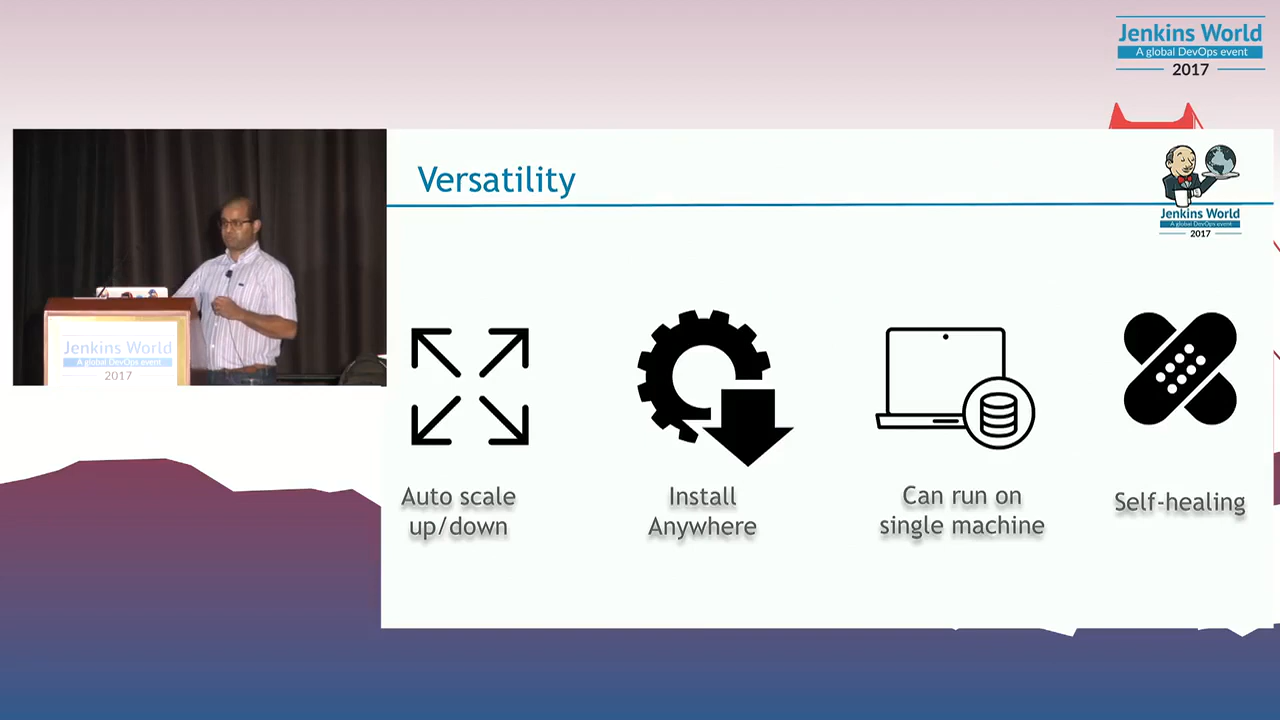 Jenkins World
A global DevOps event
2017
Versatility
Jenkins World
A global DevOps event
2017
Jenkins World
A global DevOps event
2017
Auto scale
up/down
Install
Anywhere
Can run on
single machine
Self-healing